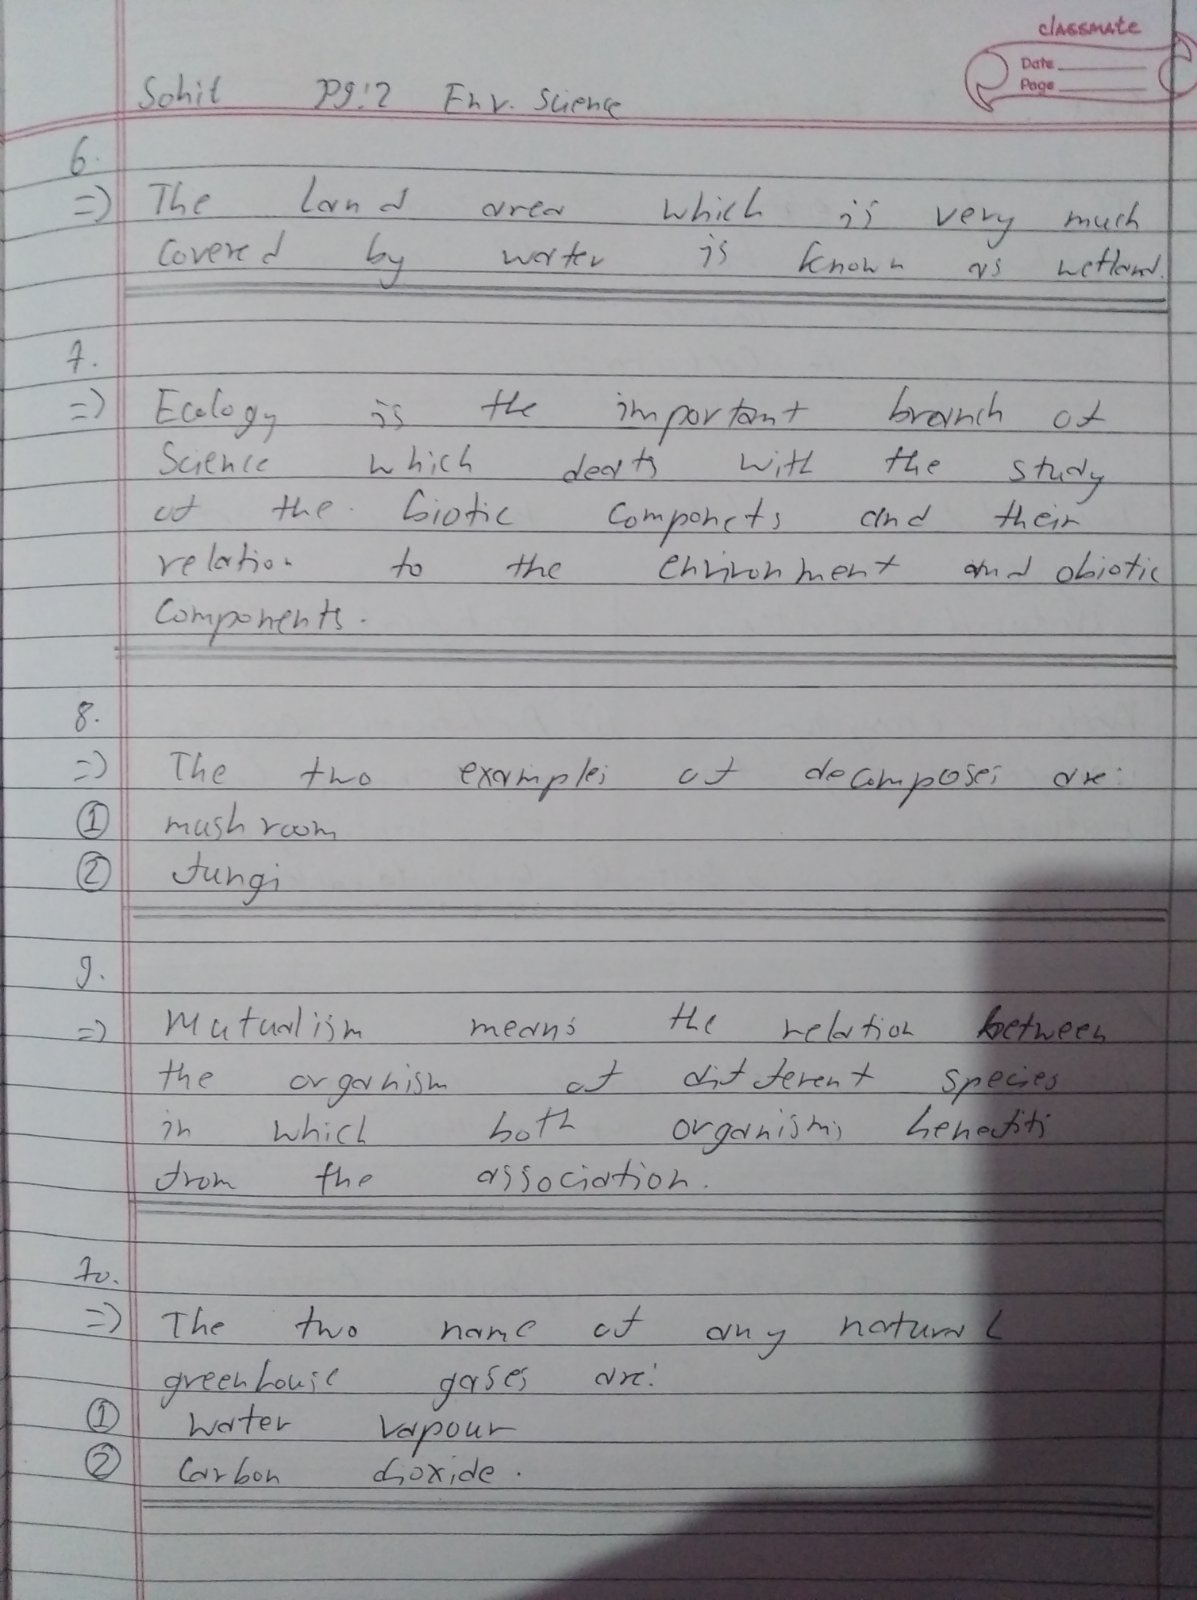 classmate
Date
Page
Sohit Pg:2 Env. Science
6.
=) The land area which is very much
covered by water is known as wetland.
7.
=) Ecology is the important branch of
Science which deals with the study
of the biotic componets and their
relation to the environment and abiotic
components.
8.
=) The two examples of decomposes are:
① mushroom
② fungi
9.
=) Mutualism means the relation between
the organism of different species
in which both organisms benefits
from the association.
10.
=) The two name of any natural
greenhouse gases are:
① Water vapour
② Carbon dioxide.